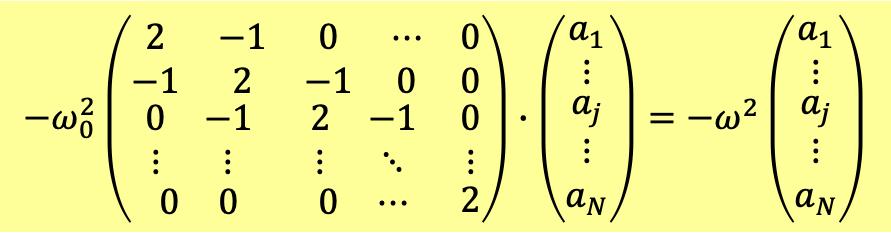 2 −1 0 ⋯ 0 a₁ a₁
−1 2 −1 0 0 ⋮ ⋮
−ω₀² 0 −1 2 −1 0 · aⱼ = −ω² aⱼ
⋮ ⋮ ⋮ ⋱ ⋮ ⋮ ⋮
0 0 0 ⋯ 2 a_N a_N